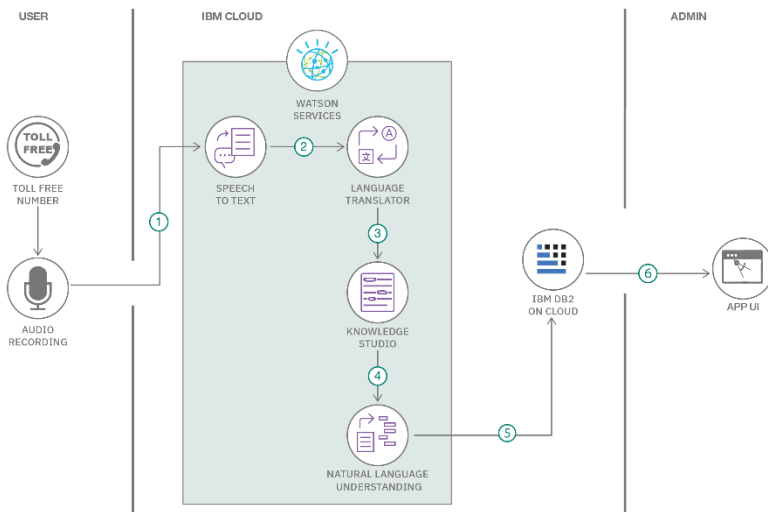 USER
IBM CLOUD
ADMIN
WATSON
SERVICES
TOLL
FREE
TOLL FREE
NUMBER
AUDIO
RECORDING
1
SPEECH
TO TEXT
2
A
文
LANGUAGE
TRANSLATOR
3
KNOWLEDGE
STUDIO
4
NATURAL LANGUAGE
UNDERSTANDING
5
IBM DB2
ON CLOUD
6
APP UI